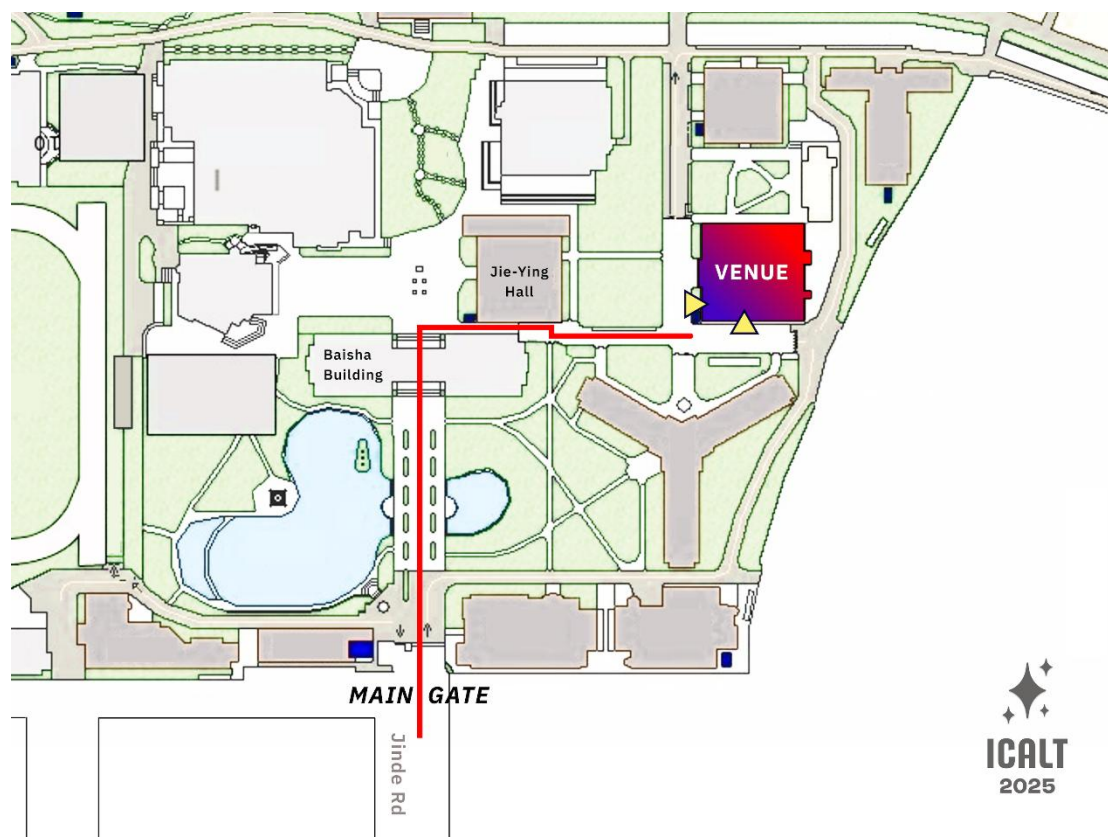 VENUE
Jie-Ying
Hall
Baisha
Building
MAIN GATE
Jinde Rd
ICALT
2025